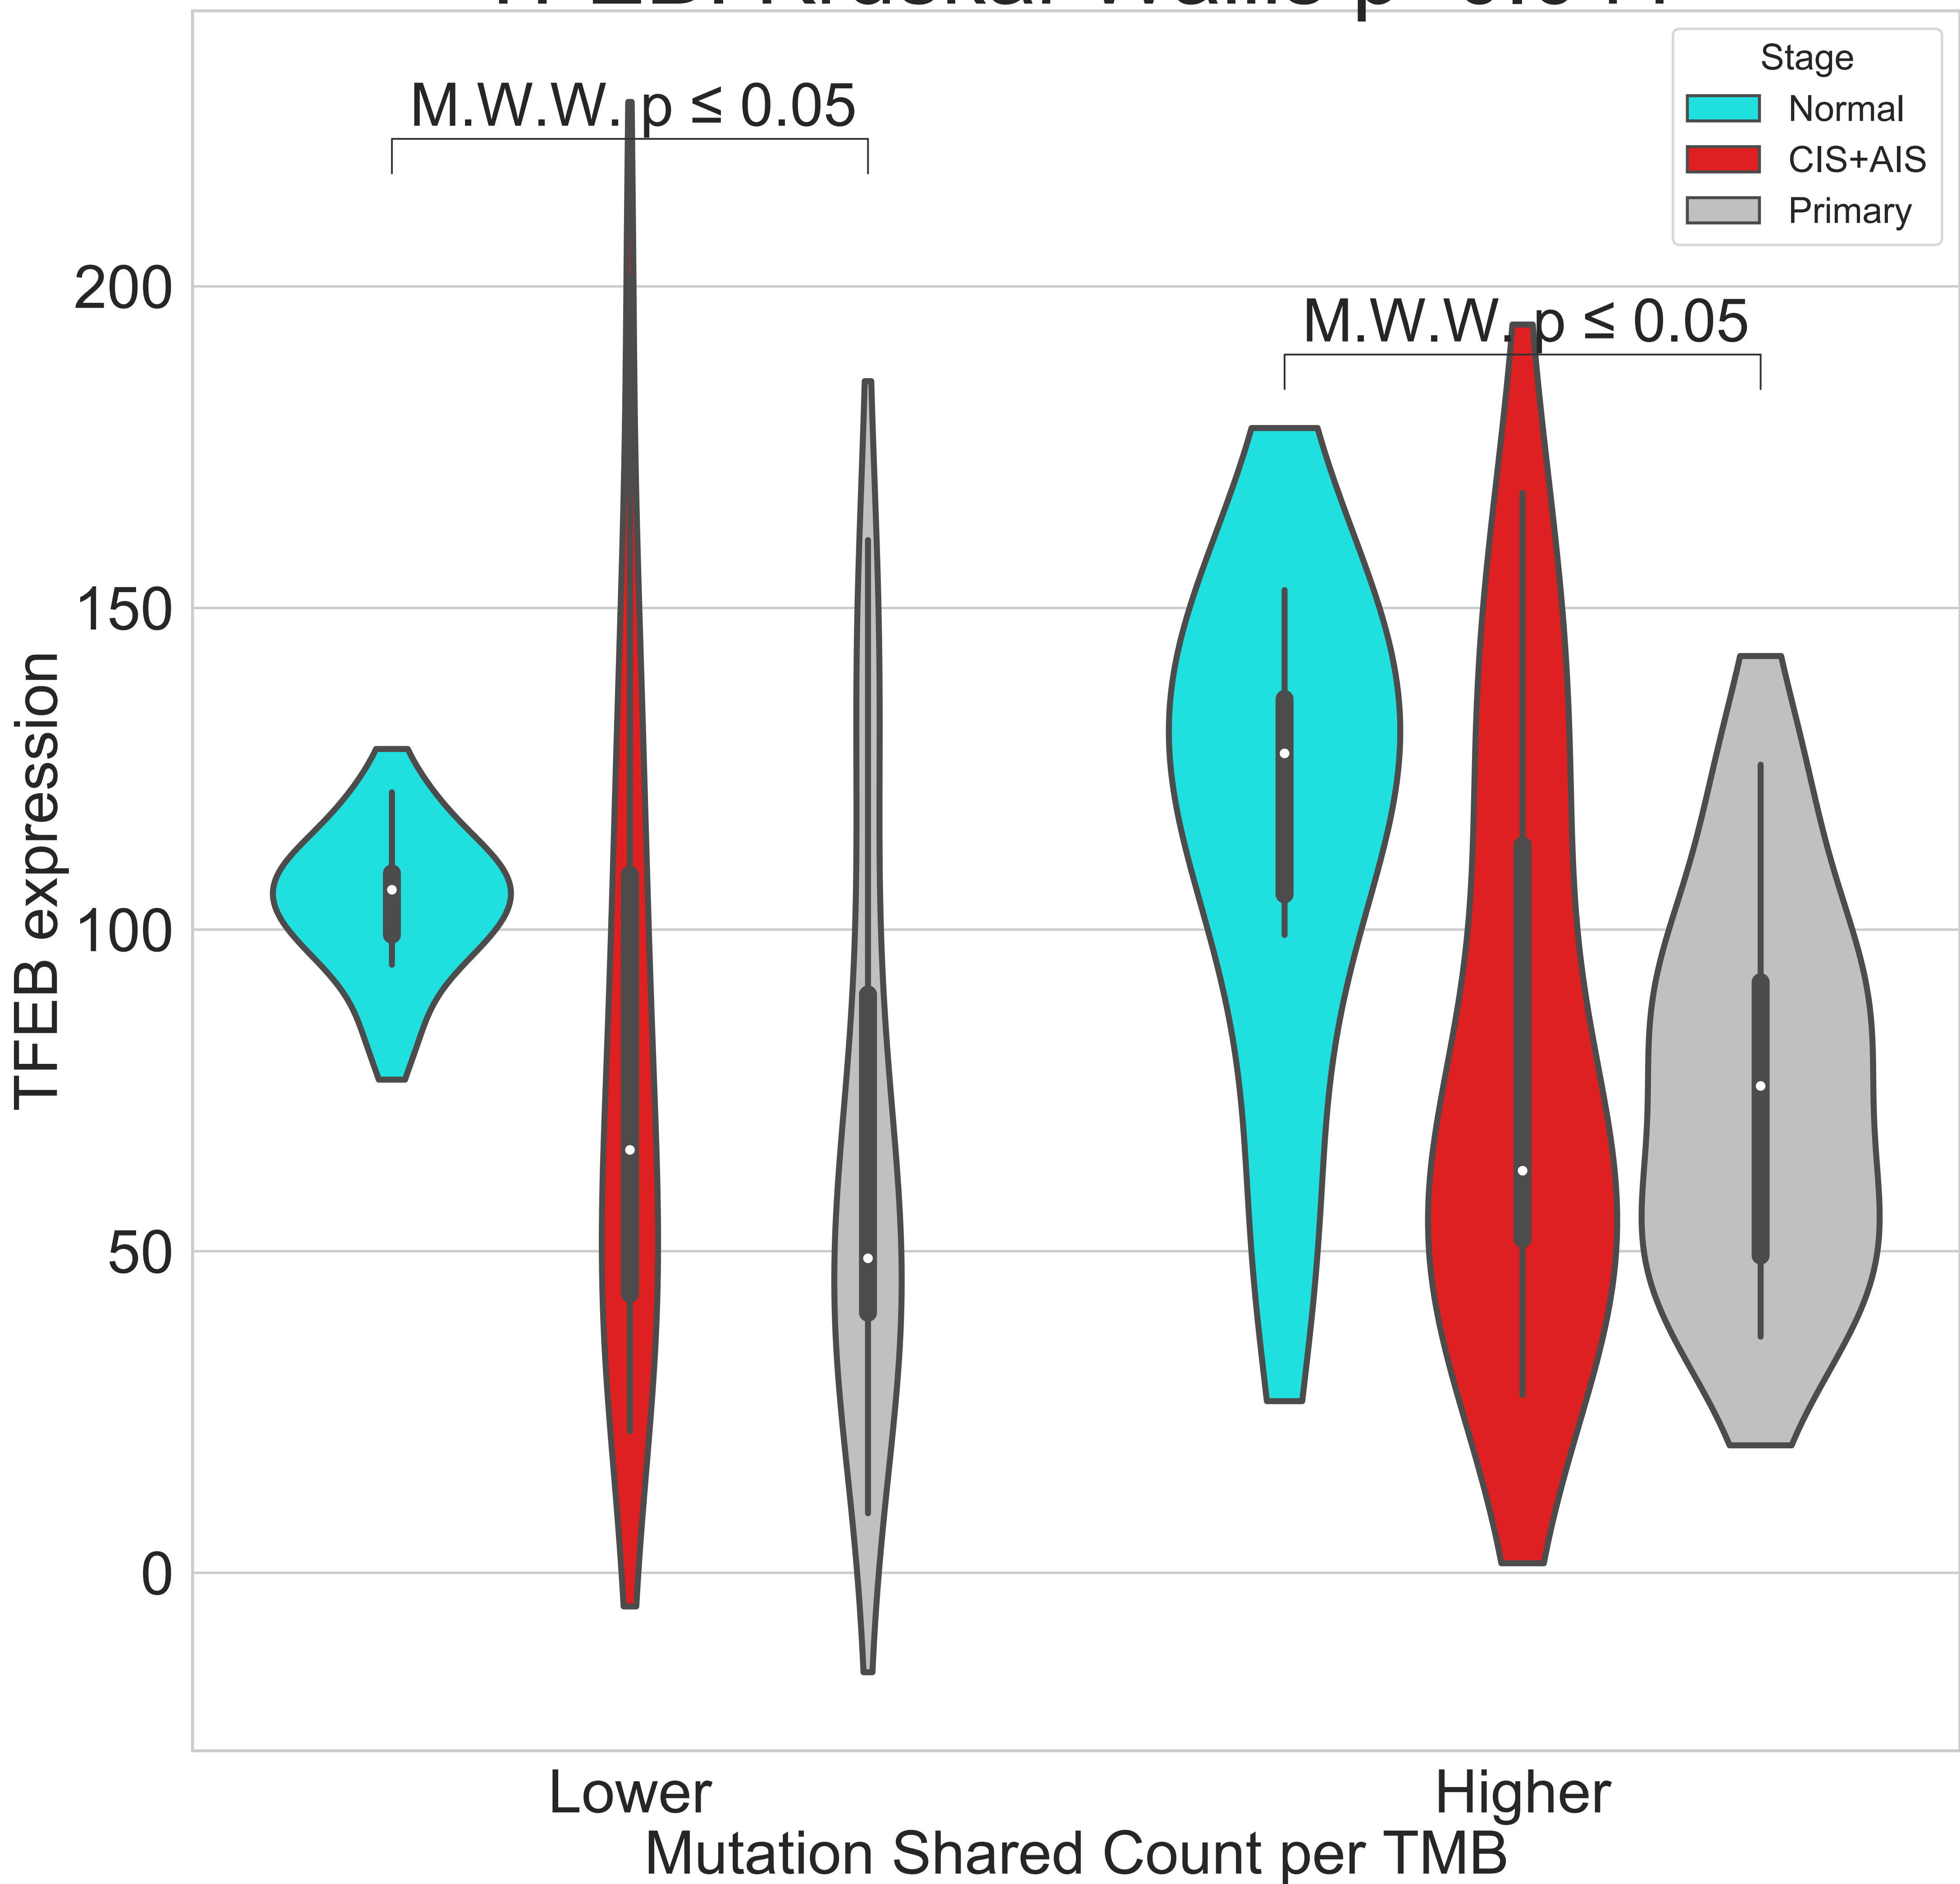 Stage
Normal
CIS+AIS
Primary
M.W.W. p ≤ 0.05
M.W.W. p ≤ 0.05
200
150
100
50
0
TFEB expression
Lower
Higher
Mutation Shared Count per TMB